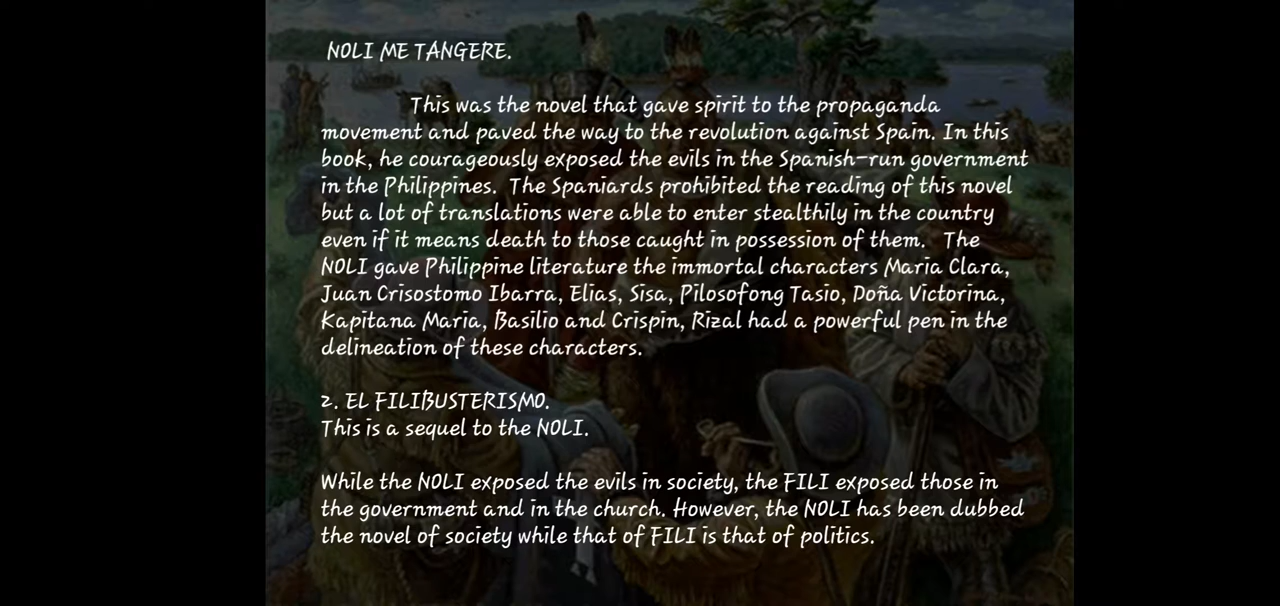 NOLI ME TANGERE.
This was the novel that gave spirit to the propaganda
movement and paved the way to the revolution against Spain. In this
book, he courageously exposed the evils in the Spanish-run government
in the Philippines. The Spaniards prohibited the reading of this novel
but a lot of translations were able to enter stealthily in the country
even if it means death to those caught in possession of them. The
NOLI gave Philippine literature the immortal characters Maria Clara,
Juan Crisostomo Ibarra, Elias, Sisa, Pilosofong Tasio, Doña Victorina,
Kapitana Maria, Basilio and Crispin, Rizal had a powerful pen in the
delineation of these characters.
2. EL FILIBUSTERISMO.
This is a sequel to the NOLI.
While the NOLI exposed the evils in society, the FILI exposed those in
the government and in the church. However, the NOLI has been dubbed
the novel of society while that of FILI is that of politics.